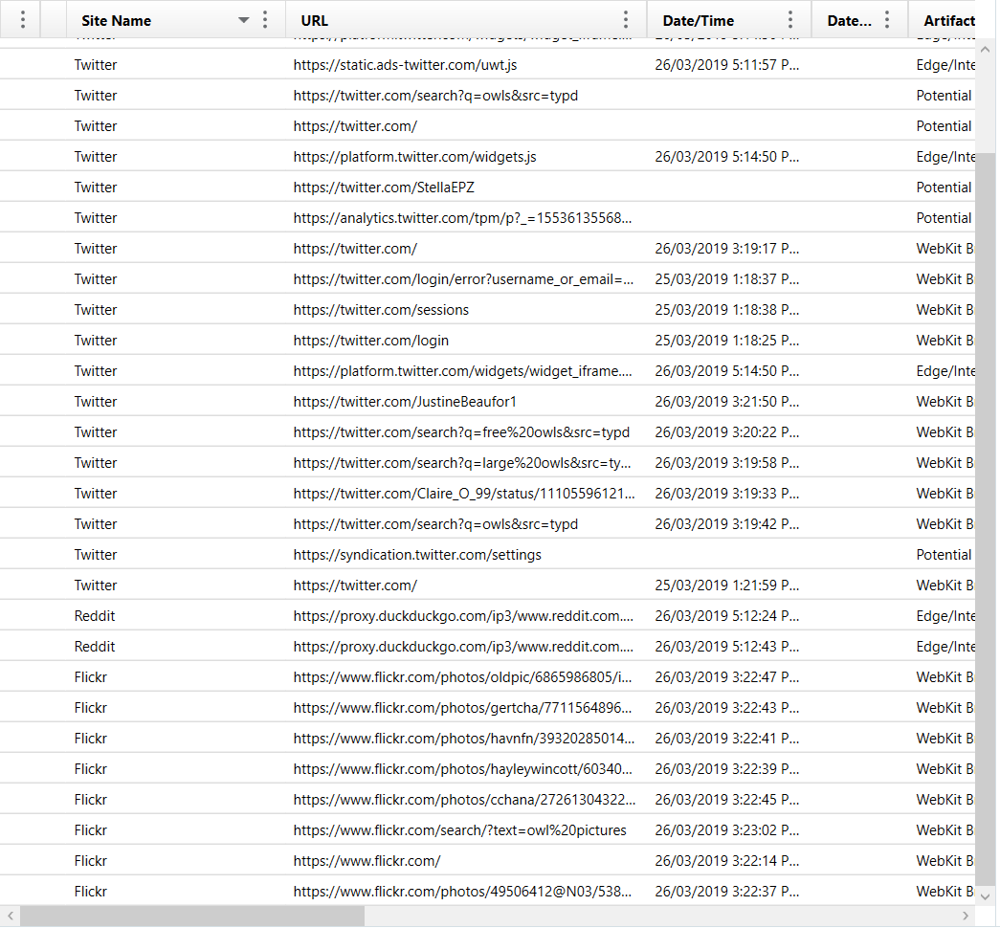 Site Name URL Date/Time Date... Artifact
Twitter https://static.ads-twitter.com/uwt.js 26/03/2019 5:11:57 P... Edge/Inte
Twitter https://twitter.com/search?q=owls&src=typd Potential
Twitter https://twitter.com/ Potential
Twitter https://platform.twitter.com/widgets.js 26/03/2019 5:14:50 P... Edge/Inte
Twitter https://twitter.com/StellaEPZ Potential
Twitter https://analytics.twitter.com/tpm/p?_=15536135568... Potential
Twitter https://twitter.com/ 26/03/2019 3:19:17 P... WebKit B
Twitter https://twitter.com/login/error?username_or_email=... 25/03/2019 1:18:37 P... WebKit B
Twitter https://twitter.com/sessions 25/03/2019 1:18:38 P... WebKit B
Twitter https://twitter.com/login 25/03/2019 1:18:25 P... WebKit B
Twitter https://platform.twitter.com/widgets/widget_iframe.... 26/03/2019 5:14:50 P... Edge/Inte
Twitter https://twitter.com/JustineBeaufor1 26/03/2019 3:21:50 P... WebKit B
Twitter https://twitter.com/search?q=free%20owls&src=typd 26/03/2019 3:20:22 P... WebKit B
Twitter https://twitter.com/search?q=large%20owls&src=ty... 26/03/2019 3:19:58 P... WebKit B
Twitter https://twitter.com/Claire_O_99/status/11105596121... 26/03/2019 3:19:33 P... WebKit B
Twitter https://twitter.com/search?q=owls&src=typd 26/03/2019 3:19:42 P... WebKit B
Twitter https://syndication.twitter.com/settings Potential
Twitter https://twitter.com/ 25/03/2019 1:21:59 P... WebKit B
Reddit https://proxy.duckduckgo.com/ip3/www.reddit.com.... 26/03/2019 5:12:24 P... Edge/Inte
Reddit https://proxy.duckduckgo.com/ip3/www.reddit.com.... 26/03/2019 5:12:43 P... Edge/Inte
Flickr https://www.flickr.com/photos/oldpic/6865986805/i... 26/03/2019 3:22:47 P... WebKit B
Flickr https://www.flickr.com/photos/gertcha/7711564896... 26/03/2019 3:22:43 P... WebKit B
Flickr https://www.flickr.com/photos/havnfn/39320285014... 26/03/2019 3:22:41 P... WebKit B
Flickr https://www.flickr.com/photos/hayleywincott/60340... 26/03/2019 3:22:39 P... WebKit B
Flickr https://www.flickr.com/photos/cchana/27261304322... 26/03/2019 3:22:45 P... WebKit B
Flickr https://www.flickr.com/search/?text=owl%20pictures 26/03/2019 3:23:02 P... WebKit B
Flickr https://www.flickr.com/ 26/03/2019 3:22:14 P... WebKit B
Flickr https://www.flickr.com/photos/49506412@N03/538... 26/03/2019 3:22:37 P... WebKit B